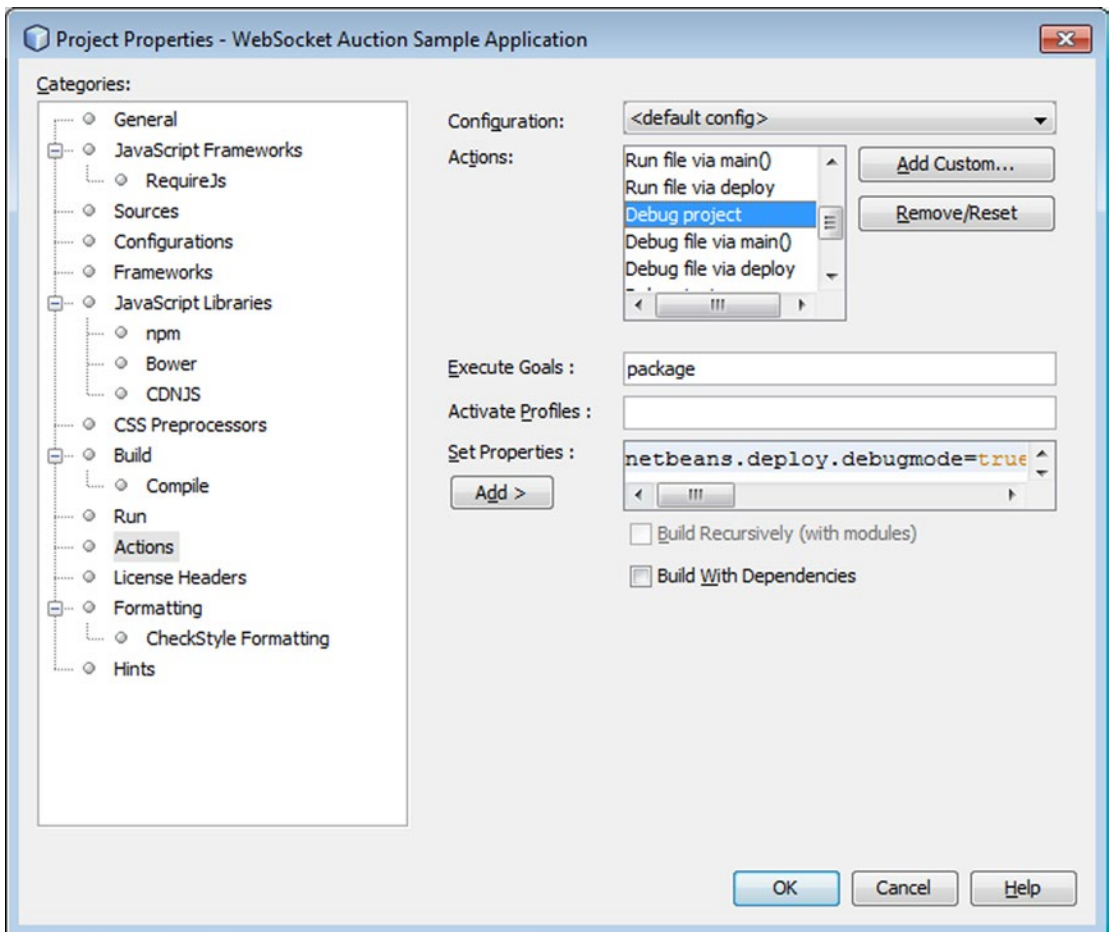 Project Properties - WebSocket Auction Sample Application
Categories:
General
JavaScript Frameworks
RequireJs
Sources
Configurations
Frameworks
JavaScript Libraries
npm
Bower
CDNJS
CSS Preprocessors
Build
Compile
Run
Actions
License Headers
Formatting
CheckStyle Formatting
Hints
Configuration: <default config>
Actions:
Run file via main()
Run file via deploy
Debug project
Debug file via main()
Debug file via deploy
Add Custom...
Remove/Reset
Execute Goals : package
Activate Profiles :
Set Properties : netbeans.deploy.debugmode=true
Add >
Build Recursively (with modules)
Build With Dependencies
OK Cancel Help